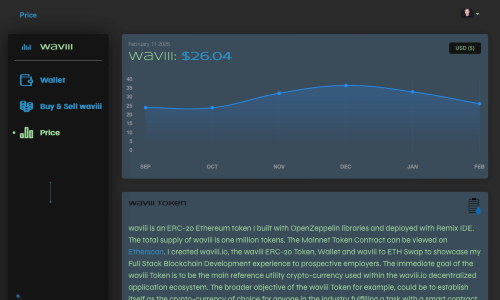 Price
waviii
Wallet
Buy & Sell waviii
Price
February 11 2025
waviii: $26.04
USD ($)
40
35
30
25
20
15
10
5
0
SEP
OCT
NOV
DEC
JAN
FEB
waviii Token
waviii is an ERC-20 Ethereum token I built with OpenZeppelin libraries and deployed with Remix IDE.
The total supply of waviii is one million tokens. The Mainnet Token Contract can be viewed on
Etherscan. I created waviii.io, the waviii ERC-20 Token, Wallet and waviii to ETH Swap to showcase my
Full Stack Blockchain Development experience to prospective employers. The immediate goal of the
waviii Token is to be the main reference utility crypto-currency used within the waviii.io decentralized
application ecosystem. The broader objective of the waviii Token for example, could be to establish
itself as the crypto-currency of choice for anyone in the industry fulfilling a task with a smart contract